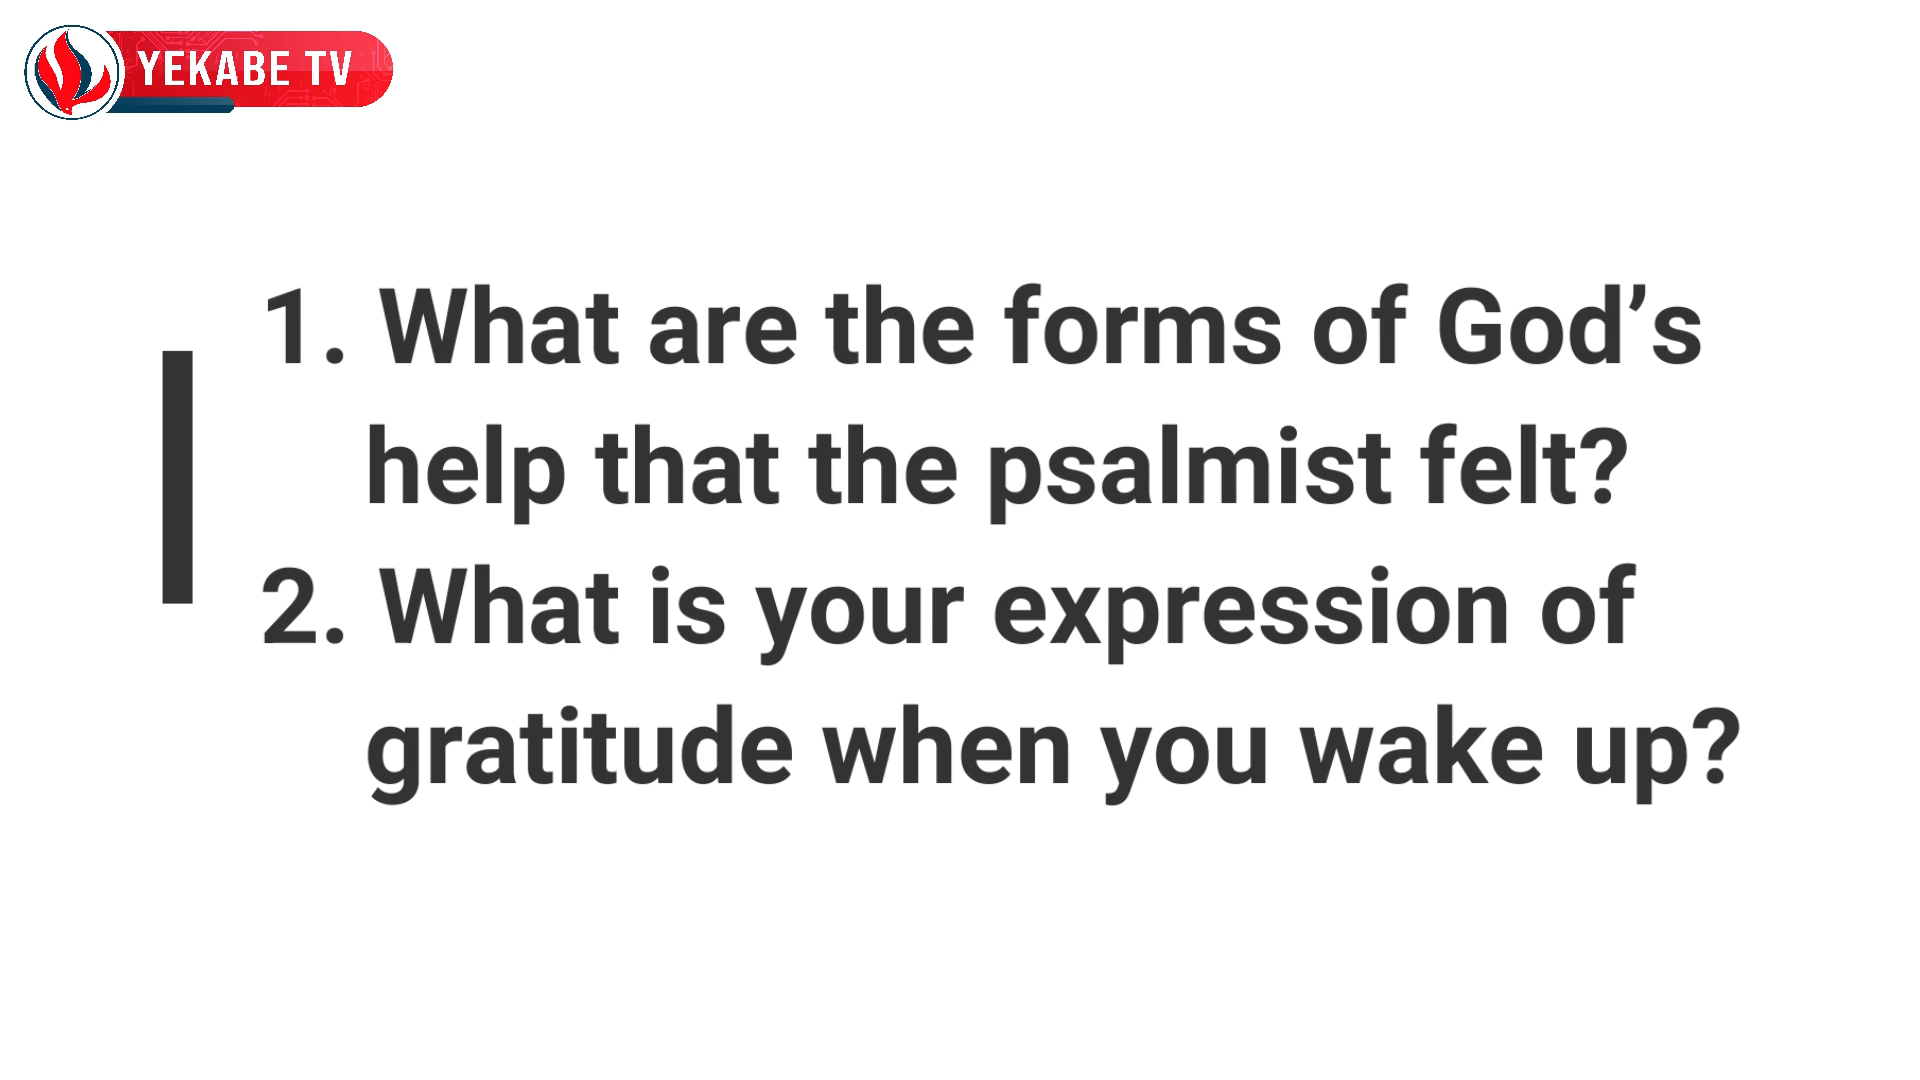 YEKABE TV
1. What are the forms of God’s
help that the psalmist felt?
2. What is your expression of
gratitude when you wake up?